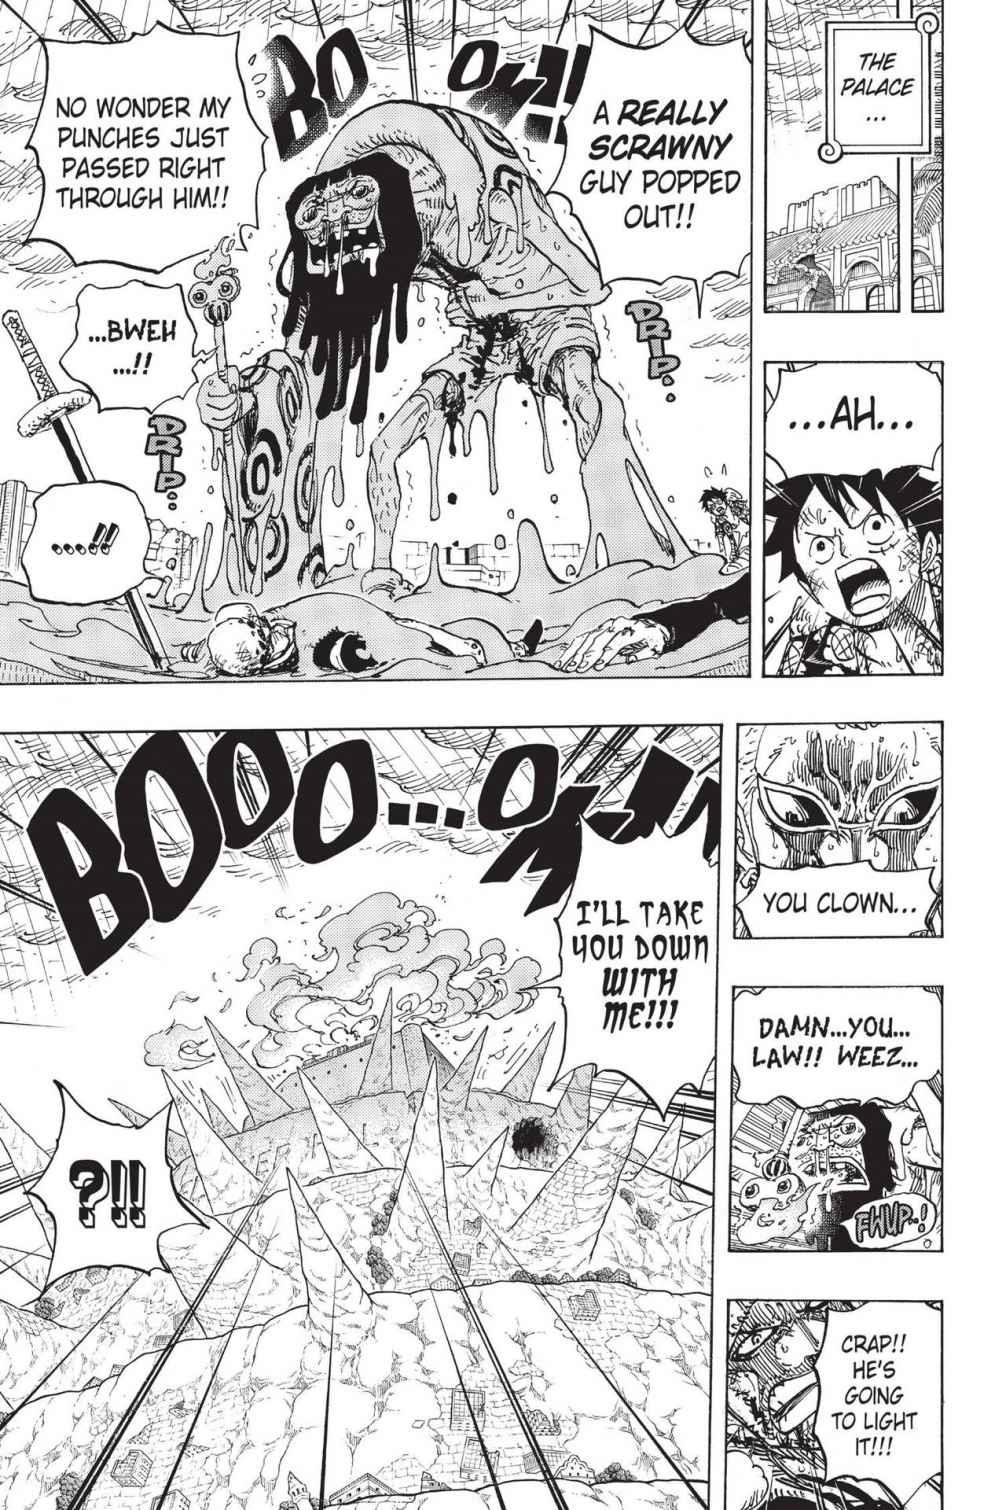 THE
PALACE
...
...AH...
A REALLY
SCRAWNY
GUY POPPED
OUT!!
BOOM!!
NO WONDER MY
PUNCHES JUST
PASSED RIGHT
THROUGH HIM!!
DRIP.
...BWEH
...!!
DRIP.
....!!
YOU CLOWN...
DAMN...YOU...
LAW!! WEEZ...
FWUP..!
CRAP!!
HE'S
GOING
TO LIGHT
IT!!!
BOOO...OM!!
I'LL TAKE
YOU DOWN
WITH
ME!!!
?!!